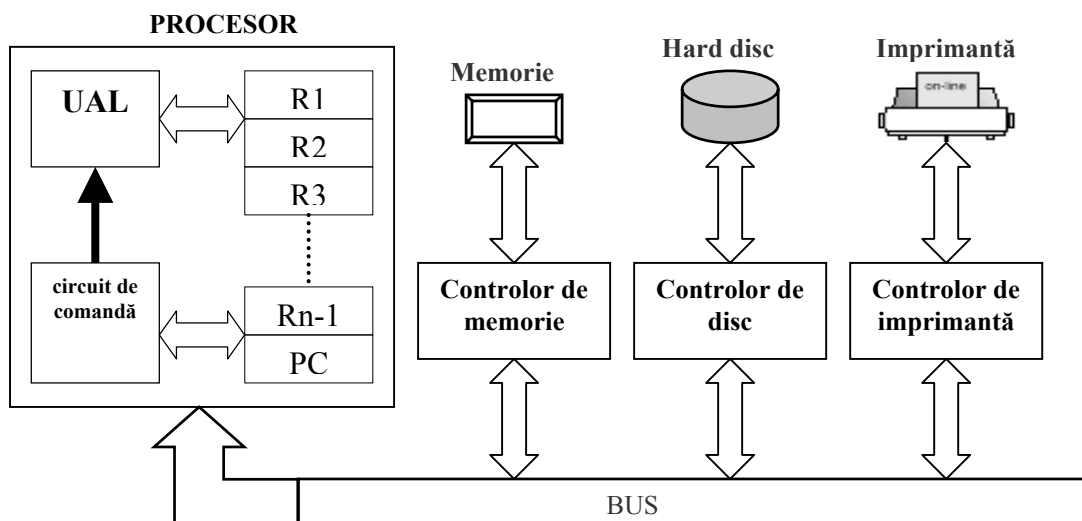 PROCESOR
UAL
R1
R2
R3
circuit de
comandă
Rn-1
PC
Memorie
Hard disc
Imprimantă
on-line
Controlor de
memorie
Controlor de
disc
Controlor de
imprimantă
BUS